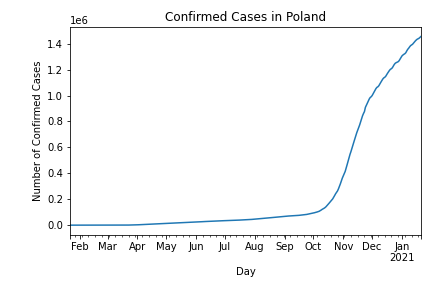 Confirmed Cases in Poland
1e6
1.4
1.2
1.0
0.8
0.6
0.4
0.2
0.0
Number of Confirmed Cases
Feb Mar Apr May Jun Jul Aug Sep Oct Nov Dec Jan
2021
Day